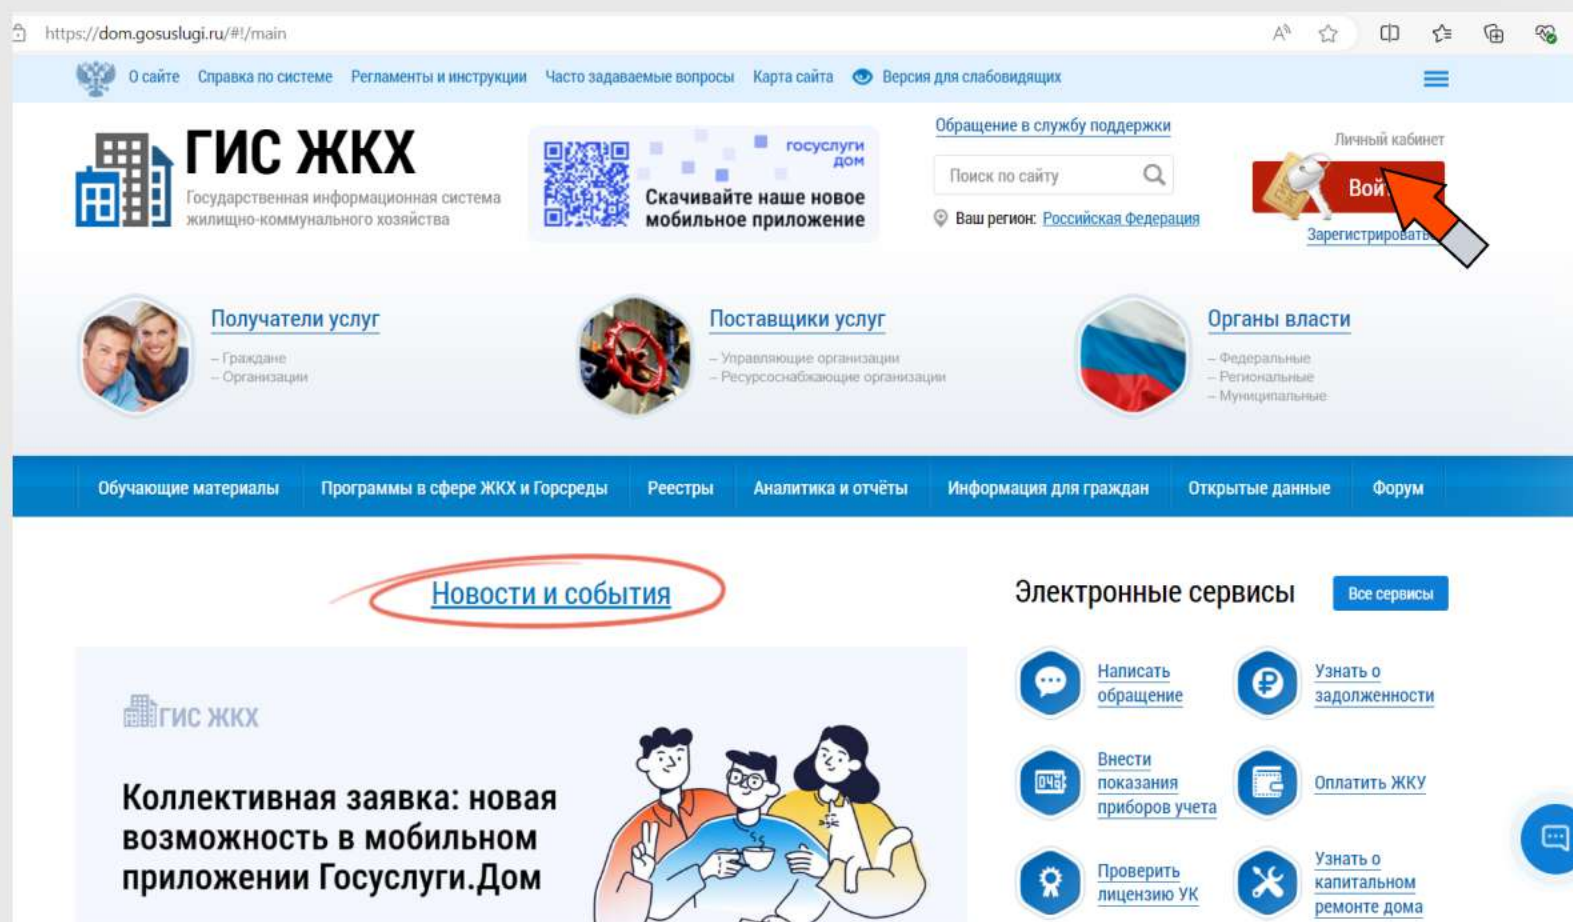 https://dom.gosuslugi.ru/#!/main
О сайте Справка по системе Регламенты и инструкции Часто задаваемые вопросы Карта сайта Версия для слабовидящих
ГИС ЖКХ
Государственная информационная система
жилищно-коммунального хозяйства
госуслуги
дом
Скачивайте наше новое
мобильное приложение
Обращение в службу поддержки
Поиск по сайту
Ваш регион: Российская Федерация
Личный кабинет
Получатели услуг
– Граждане
– Организации
Поставщики услуг
– Управляющие организации
– Ресурсоснабжающие организации
Органы власти
– Федеральные
– Региональные
– Муниципальные
Обучающие материалы Программы в сфере ЖКХ и Горсреды Реестры Аналитика и отчёты Информация для граждан Открытые данные Форум
Новости и события
ГИС ЖКХ
Коллективная заявка: новая
возможность в мобильном
приложении Госуслуги.Дом
Электронные сервисы
Все сервисы
Написать
обращение
Узнать о
задолженности
Внести
показания
приборов учета
Оплатить ЖКУ
Проверить
лицензию УК
Узнать о
капитальном
ремонте дома